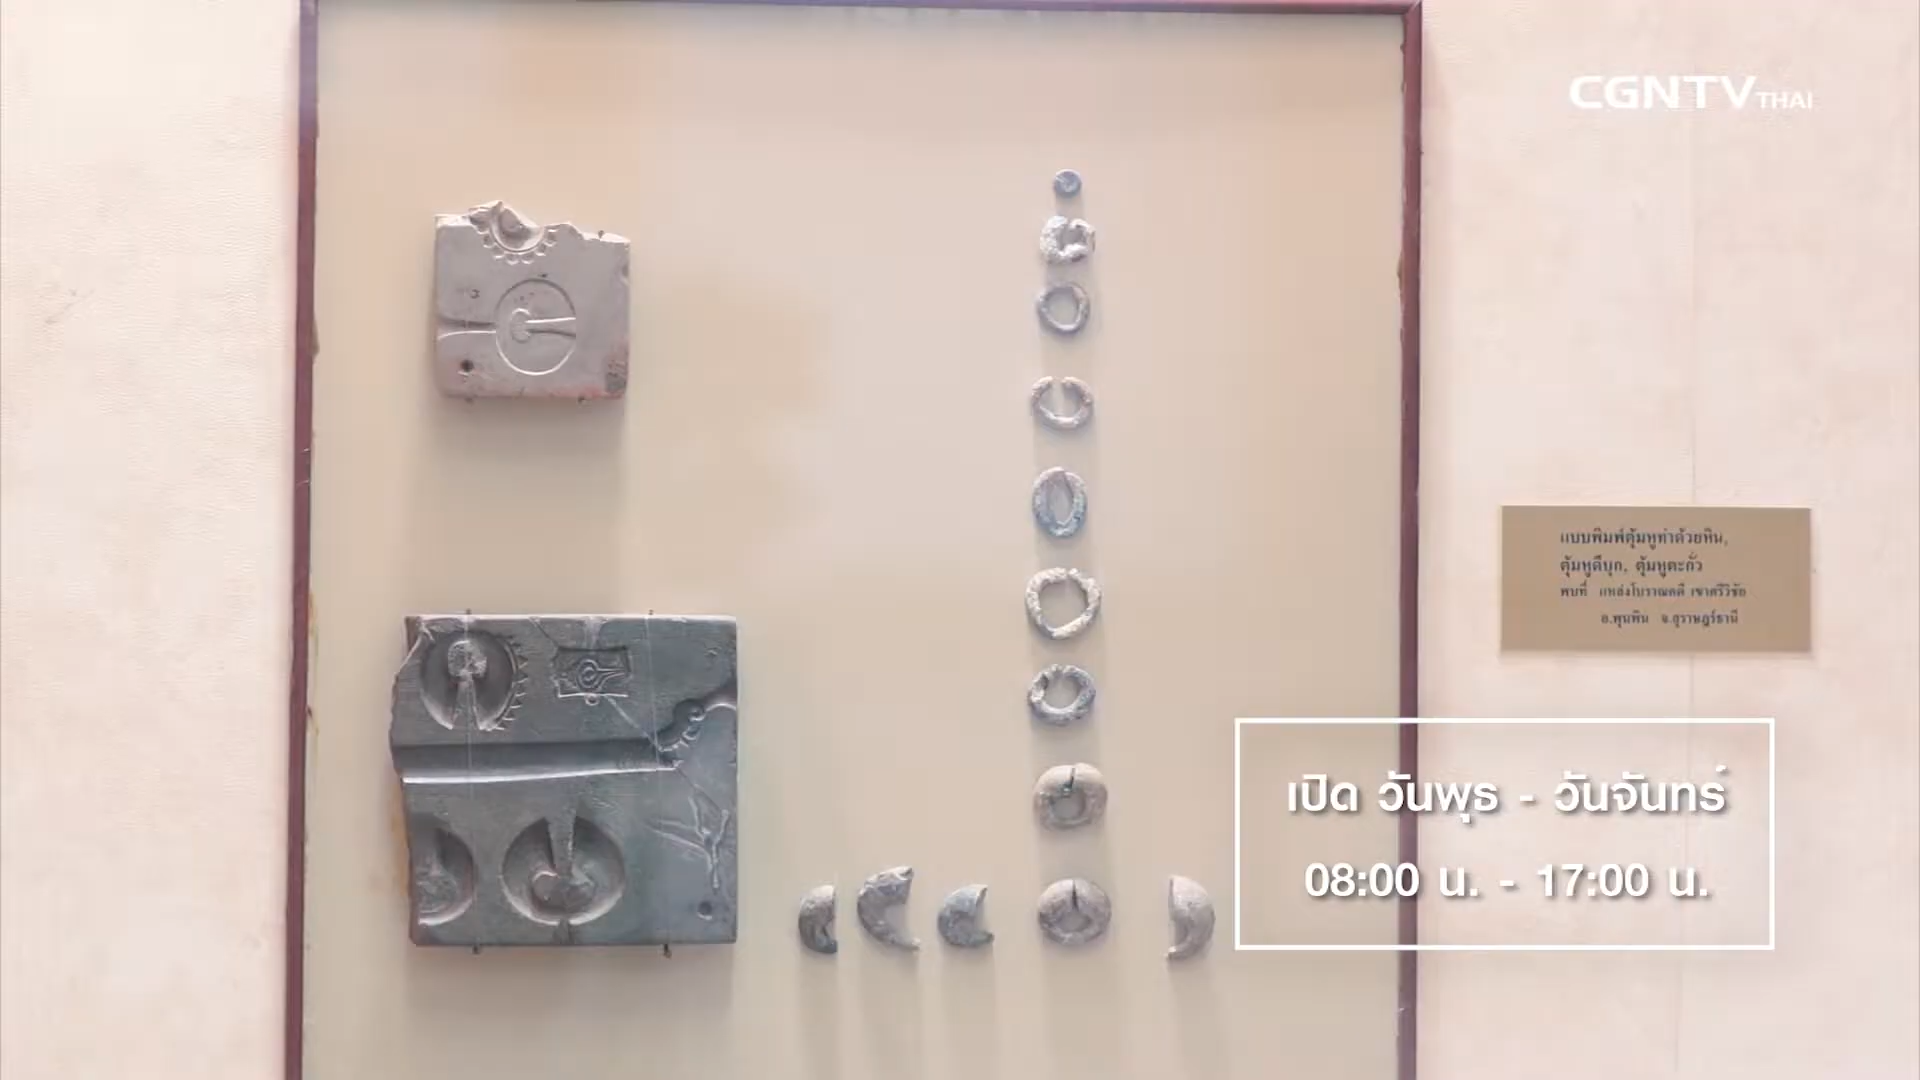 CGNTV THAI
แบบพิมพ์ตุ้มหูทำด้วยหิน,
ตุ้มหูดีบุก, ตุ้มหูตะกั่ว
พบที่ แหล่งโบราณคดี เขาศรีวิชัย
อ.พุนพิน จ.สุราษฎร์ธานี
เปิด วันพุธ - วันจันทร์
08:00 น. - 17:00 น.